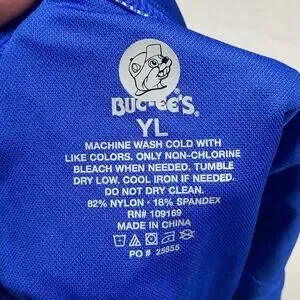 BUC-EE'S®
YL
MACHINE WASH COLD WITH
LIKE COLORS. ONLY NON-CHLORINE
BLEACH WHEN NEEDED. TUMBLE
DRY LOW. COOL IRON IF NEEDED.
DO NOT DRY CLEAN.
82% NYLON • 18% SPANDEX
RN# 109169
MADE IN CHINA
PO # 25855